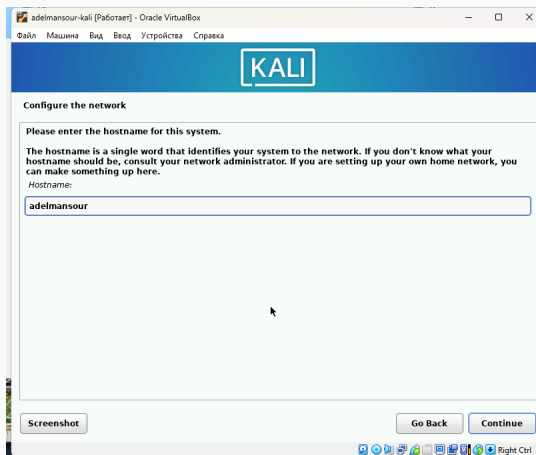 adelmansour-kali [Работает] - Oracle VirtualBox
Файл Машина Вид Ввод Устройства Справка
KALI
Configure the network
Please enter the hostname for this system.
The hostname is a single word that identifies your system to the network. If you don't know what your
hostname should be, consult your network administrator. If you are setting up your own home network, you
can make something up here.
Hostname:
adelmansour
Screenshot
Go Back
Continue
Right Ctrl